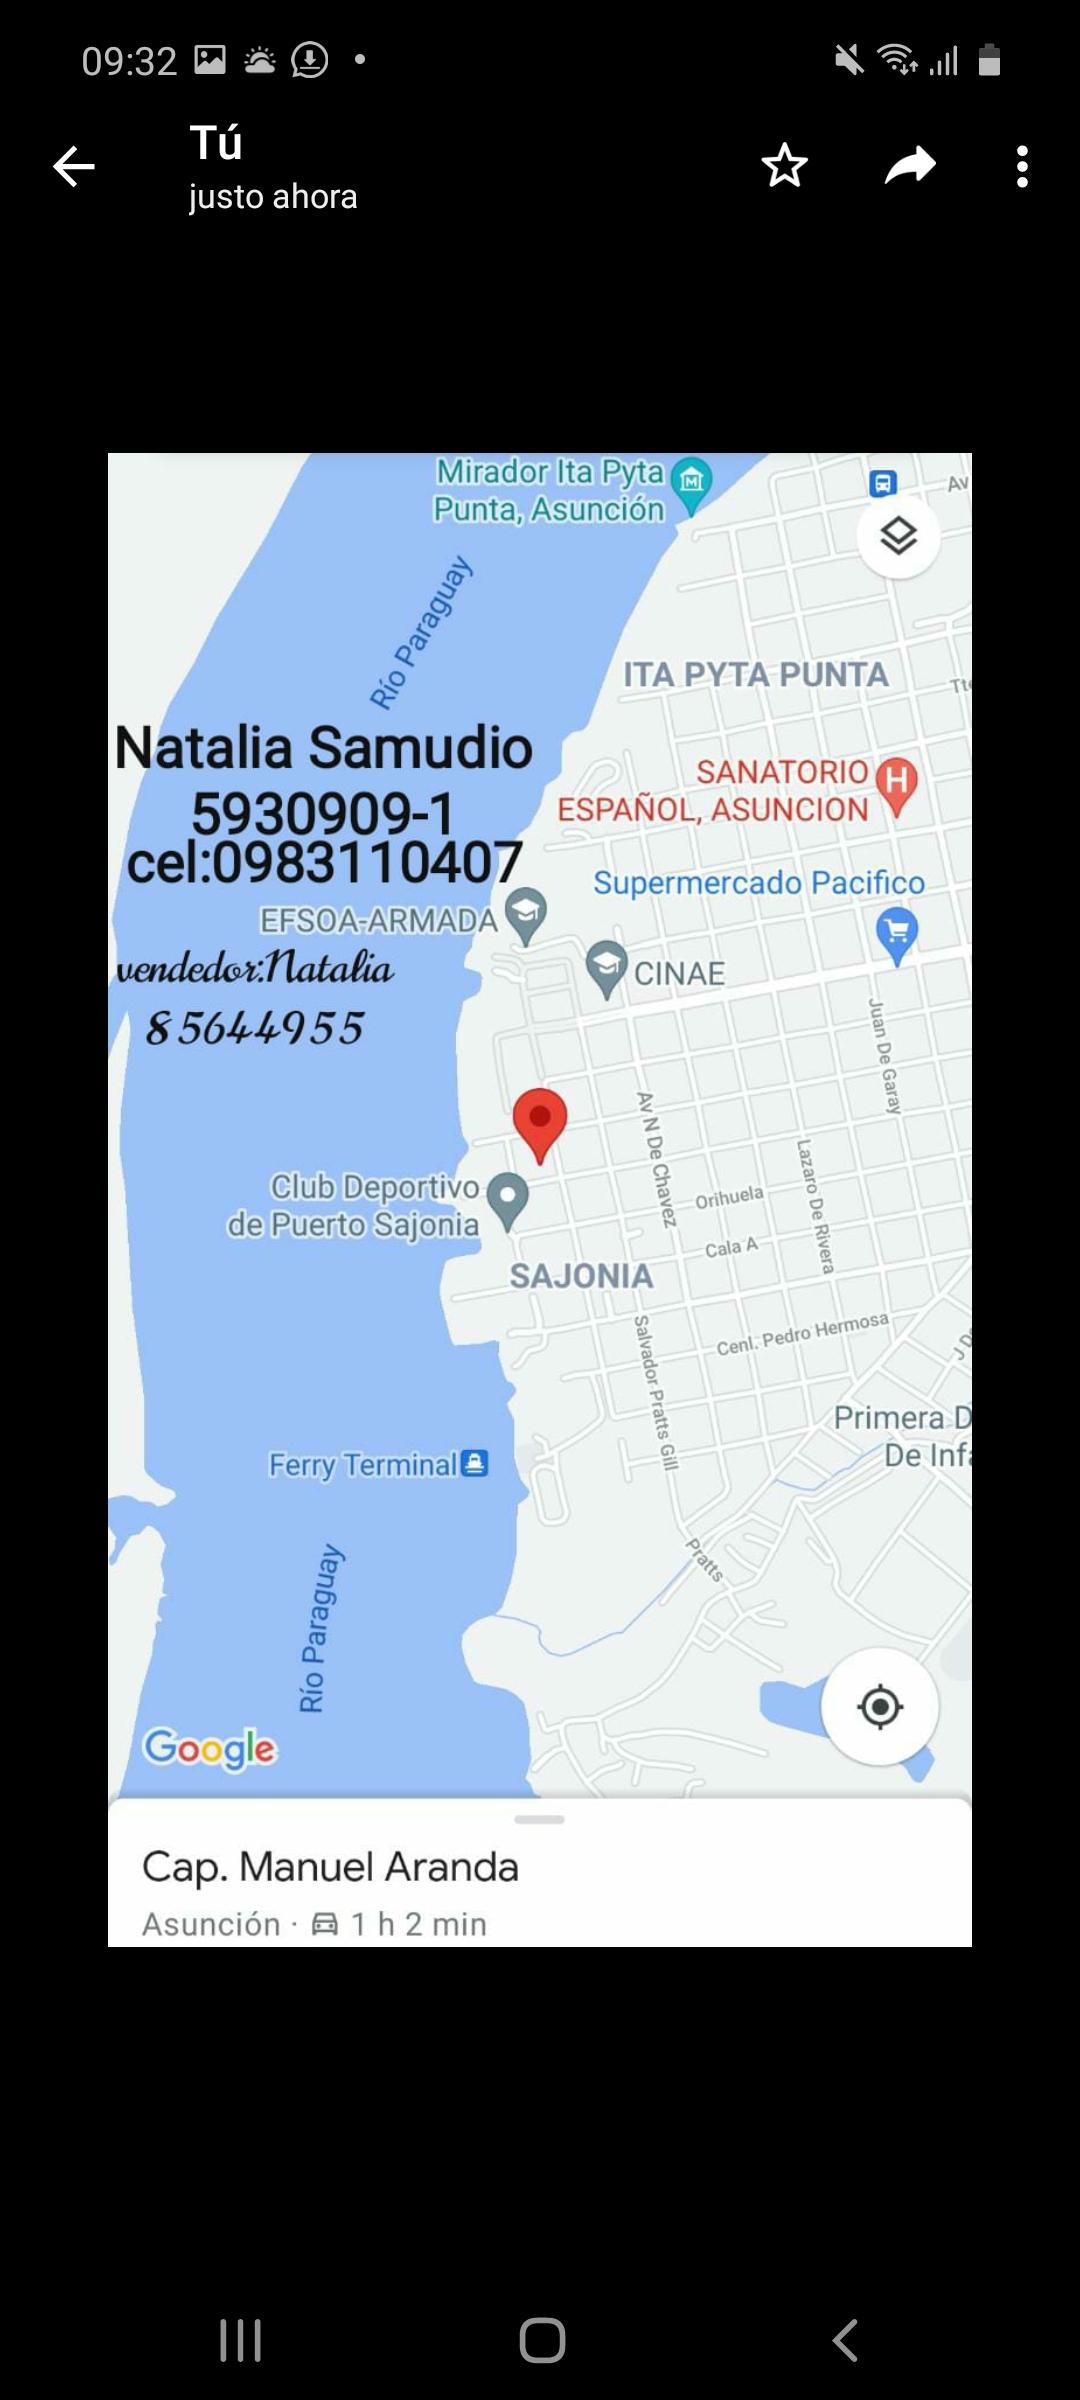 09:32
Tú
justo ahora
Mirador Ita Pyta
Punta, Asunción
Av
Río Paraguay
ITA PYTA PUNTA
Tte
Natalia Samudio
5930909-1
cel:0983110407
SANATORIO
ESPAÑOL, ASUNCION
H
Supermercado Pacifico
EFSOA-ARMADA
vendedor:Natalia
85644955
CINAE
Juan De Garay
Av N De Chavez
Lazaro De Rivera
Orihuela
Club Deportivo
de Puerto Sajonia
Cala A
SAJONIA
Salvador Pratts Gill
Cenl. Pedro Hermosa
J D
Primera D
De Infa
Ferry Terminal
Pratts
Río Paraguay
Google
Cap. Manuel Aranda
Asunción · 1 h 2 min